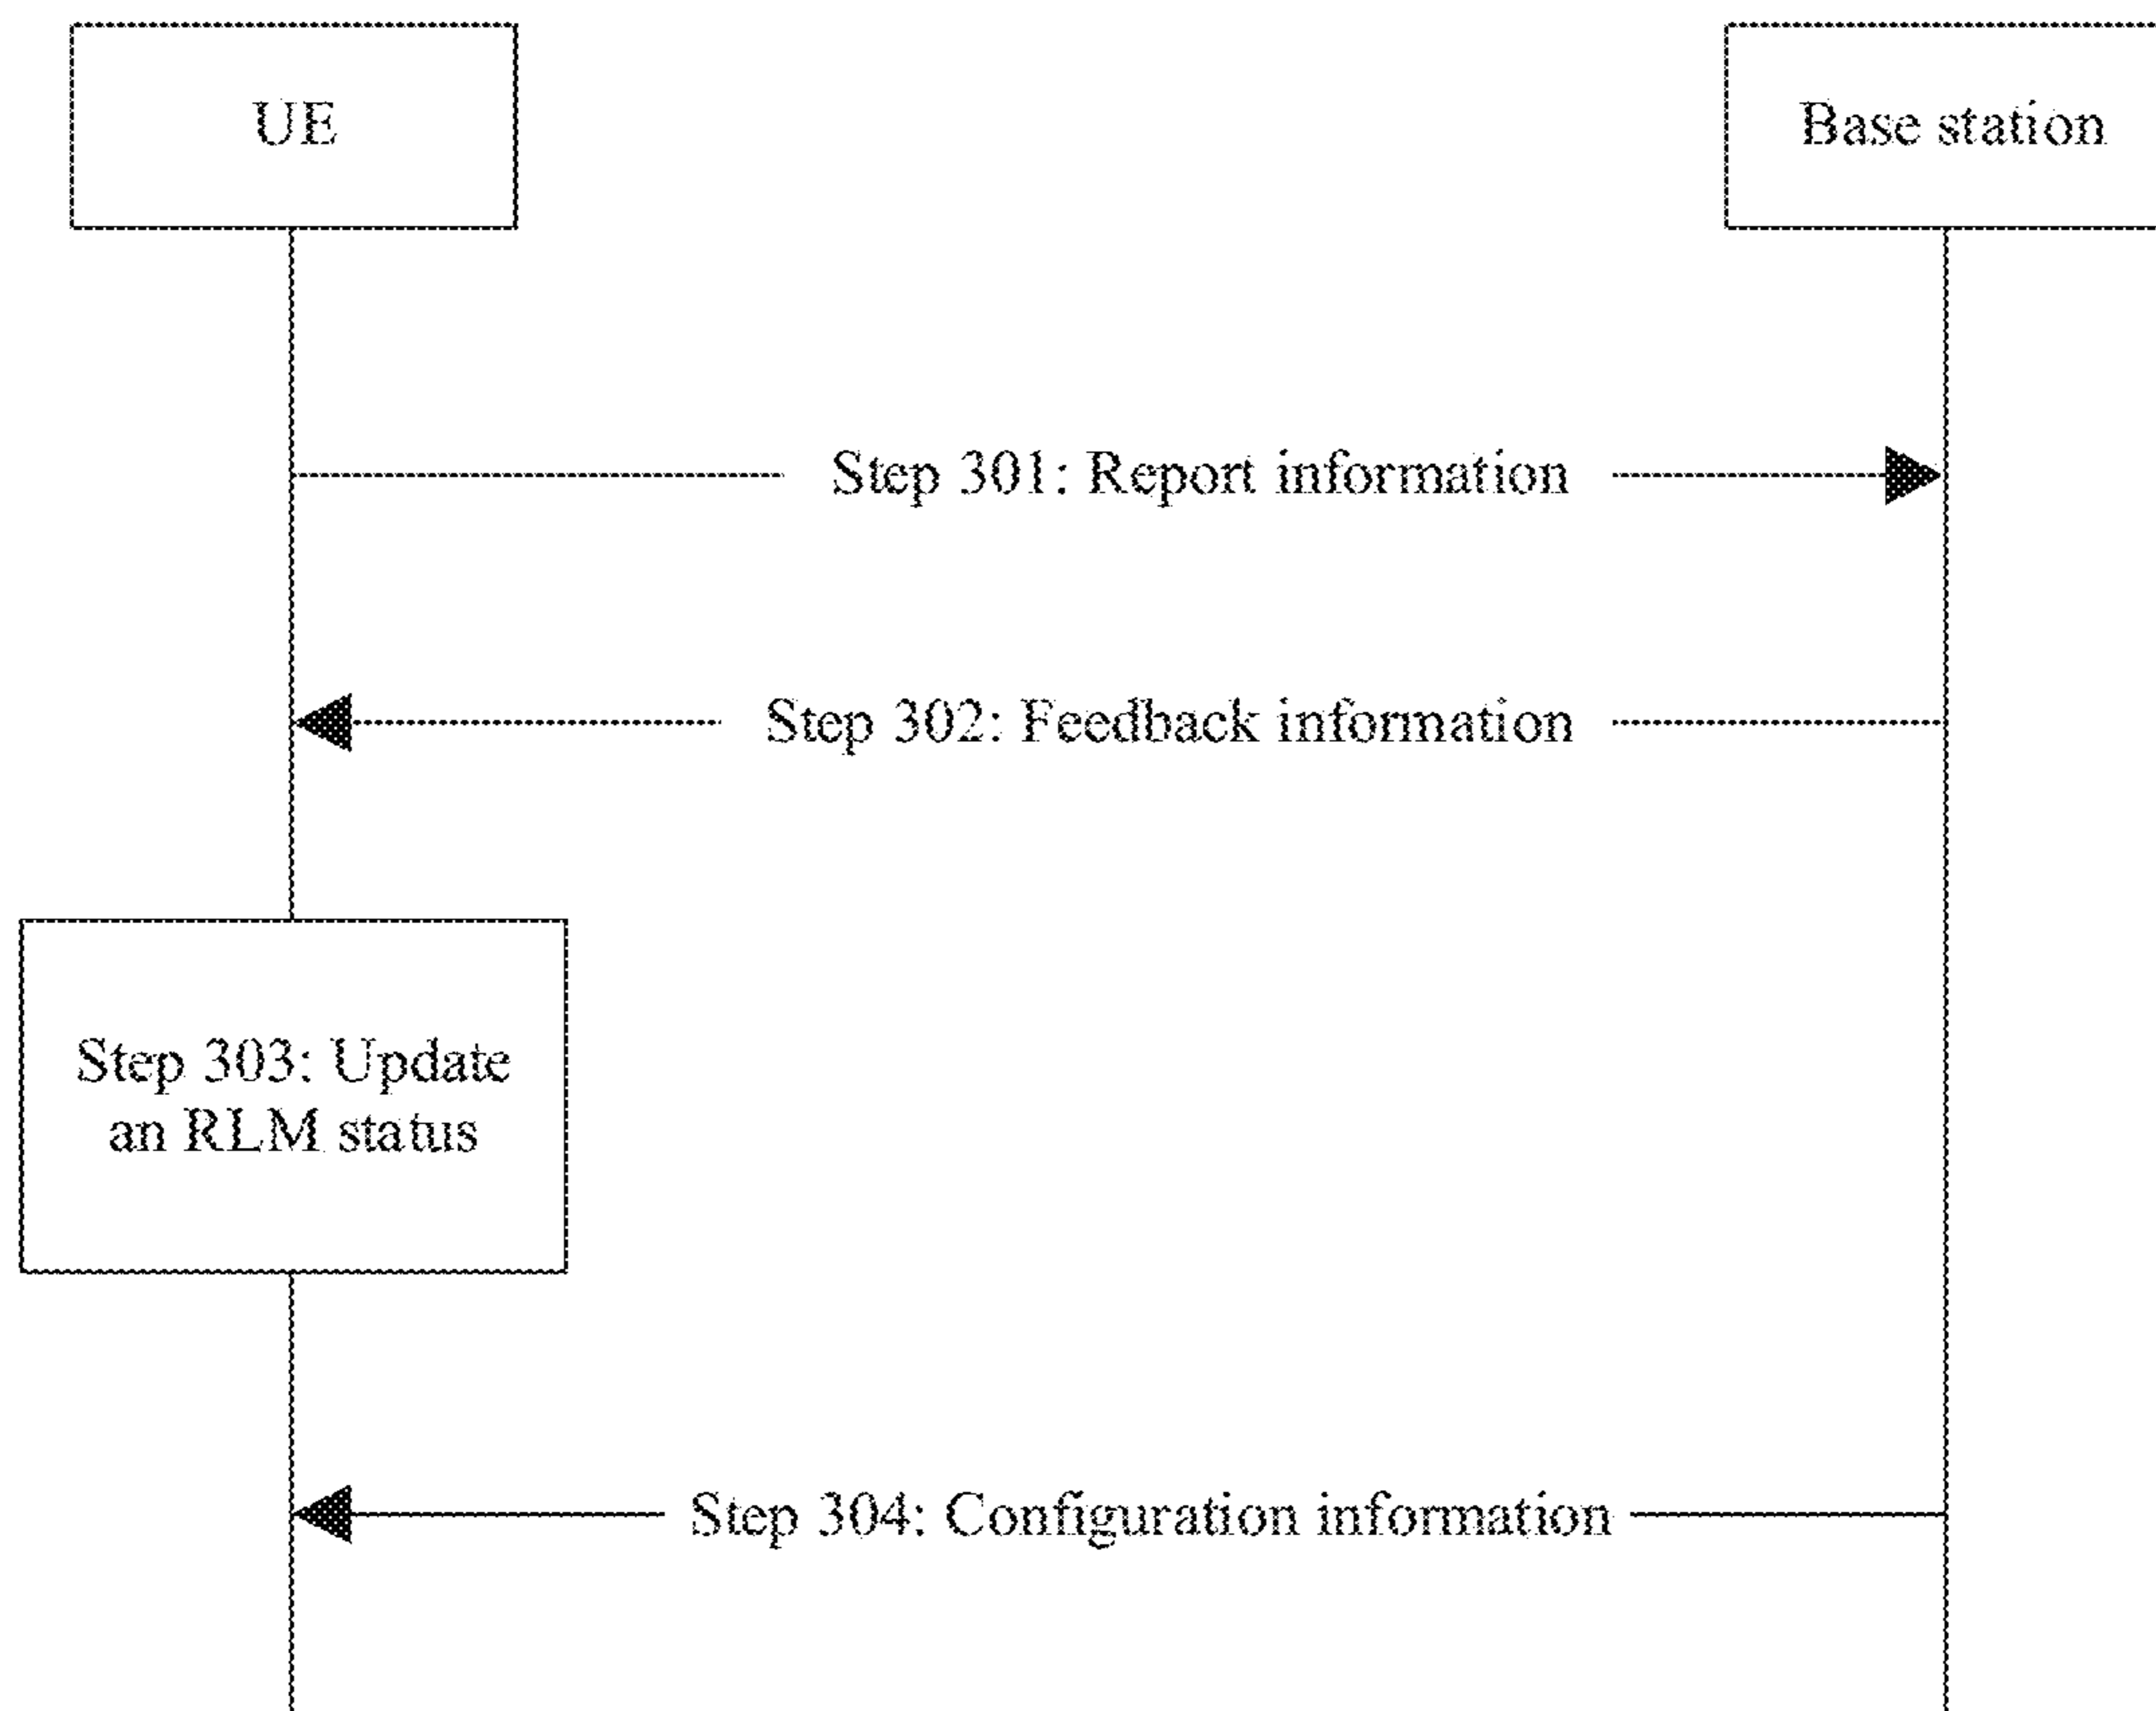 UE
Base station
Step 301: Report information
Step 302: Feedback information
Step 303: Update
an RLM status
Step 304: Configuration information